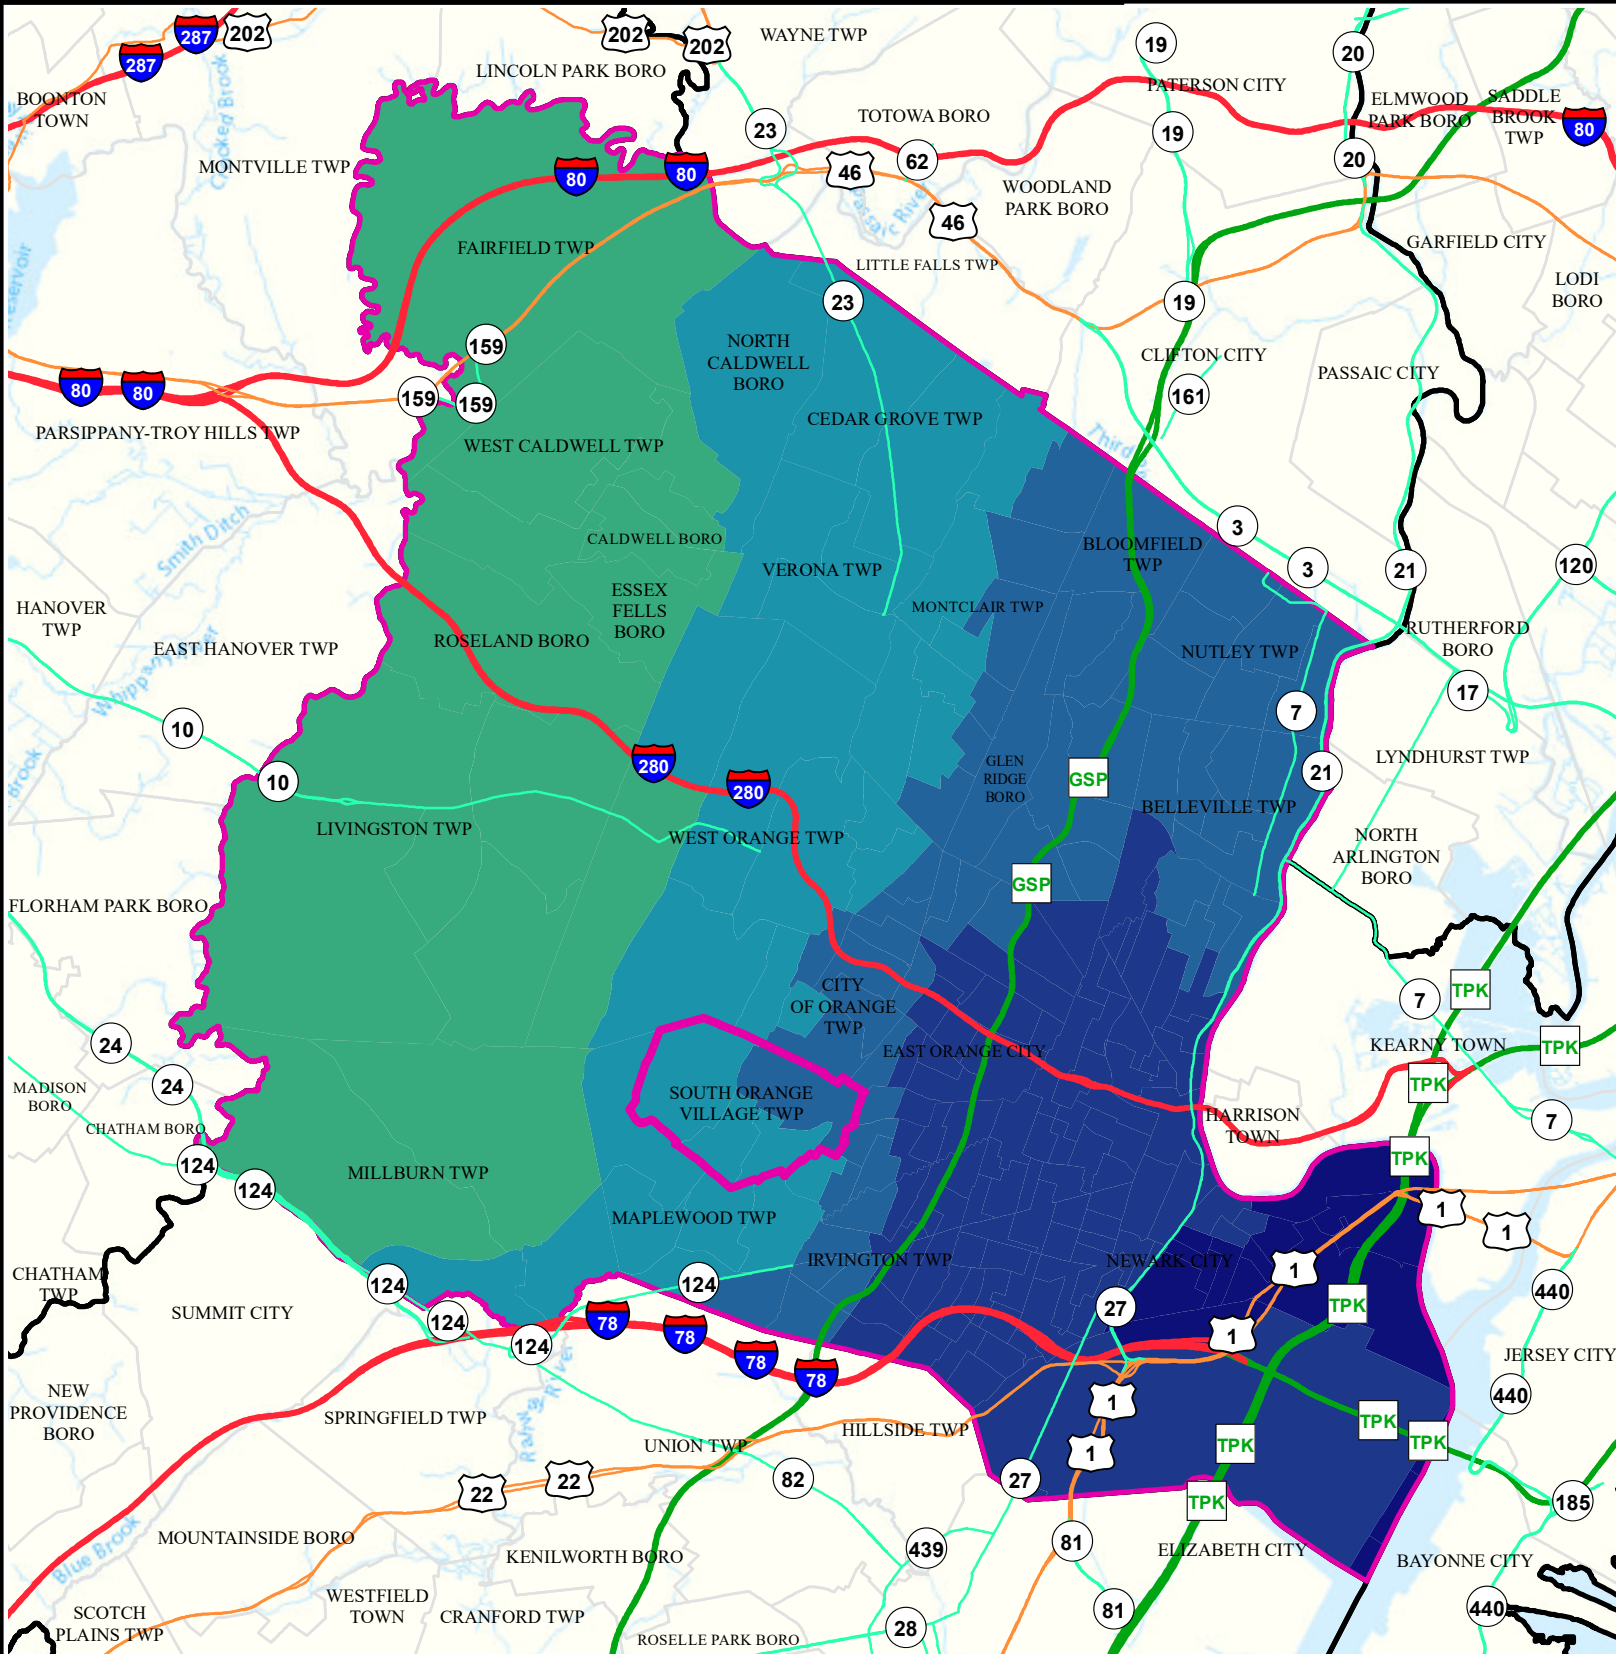 287
202
287
202
202
WAYNE TWP
19
20
LINCOLN PARK BORO
PATERSON CITY
BOONTON
TOWN
ELMWOOD
PARK BORO
SADDLE
BROOK
TWP
80
TOTOWA BORO
23
19
62
20
MONTVILLE TWP
80
80
46
WOODLAND
PARK BORO
46
Passaic River
FAIRFIELD TWP
LITTLE FALLS TWP
GARFIELD CITY
LODI
BORO
23
19
159
NORTH
CALDWELL
BORO
CLIFTON CITY
PASSAIC CITY
80
80
159
159
161
PARSIPPANY-TROY HILLS TWP
WEST CALDWELL TWP
CEDAR GROVE TWP
Smith Ditch
3
CALDWELL BORO
BLOOMFIELD
TWP
3
21
120
VERONA TWP
ESSEX
FELLS
BORO
MONTCLAIR TWP
HANOVER
TWP
EAST HANOVER TWP
ROSELAND BORO
NUTLEY TWP
RUTHERFORD
BORO
17
10
7
10
280
280
GLEN
RIDGE
BORO
GSP
21
LYNDHURST TWP
BELLEVILLE TWP
LIVINGSTON TWP
WEST ORANGE TWP
NORTH
ARLINGTON
BORO
GSP
FLORHAM PARK BORO
CITY
OF ORANGE
TWP
TPK
7
24
EAST ORANGE CITY
KEARNY TOWN
TPK
24
MADISON
BORO
SOUTH ORANGE
VILLAGE TWP
TPK
HARRISON
TOWN
7
CHATHAM BORO
124
MILLBURN TWP
TPK
124
MAPLEWOOD TWP
1
1
IRVINGTON TWP
NEWARK CITY
1
CHATHAM
TWP
124
124
440
SUMMIT CITY
124
124
78
78
78
78
27
TPK
1
JERSEY CITY
NEW
PROVIDENCE
BORO
440
SPRINGFIELD TWP
HILLSIDE TWP
1
TPK
TPK
UNION TWP
1
TPK
22
22
82
27
TPK
185
MOUNTAINSIDE BORO
Blue Brook
KENILWORTH BORO
439
81
ELIZABETH CITY
BAYONNE CITY
WESTFIELD
TOWN
CRANFORD TWP
81
440
SCOTCH
PLAINS TWP
ROSELLE PARK BORO
28